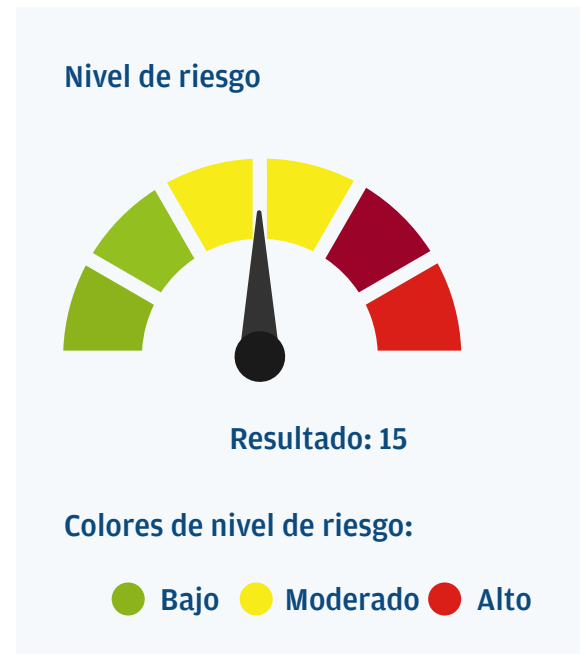 Nivel de riesgo
Resultado: 15
Colores de nivel de riesgo:
Bajo Moderado Alto